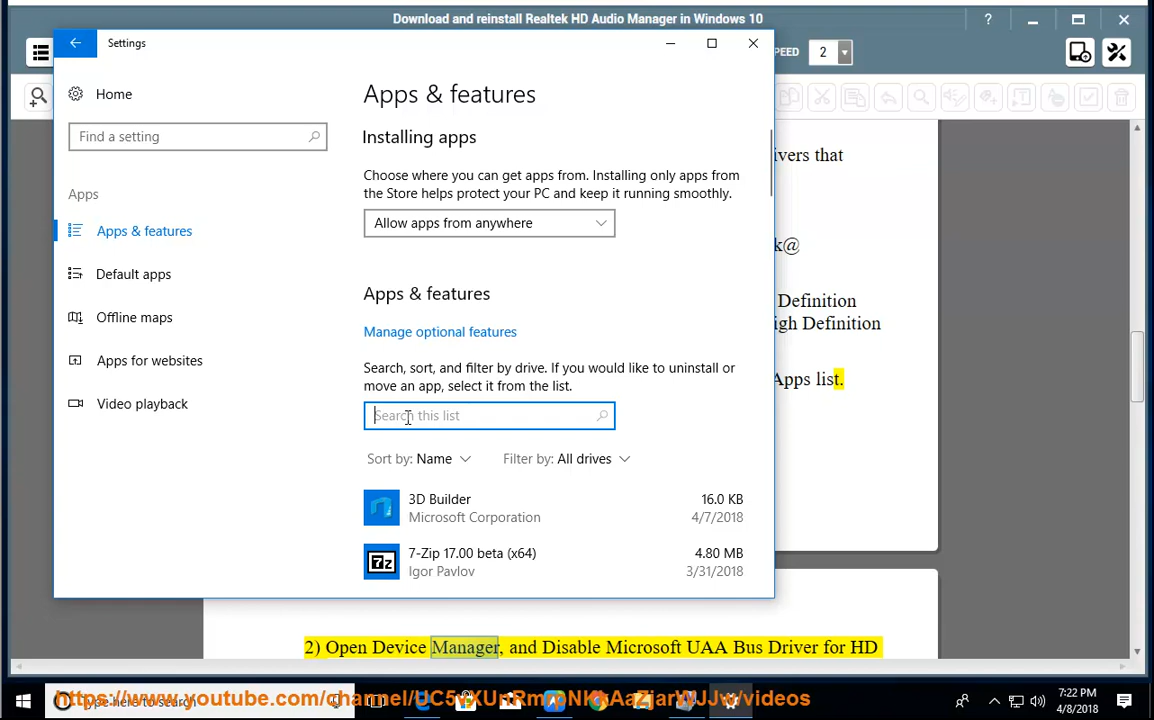 Download and reinstall Realtek HD Audio Manager in Windows 10
?
Settings
PEED
2
Home
Find a setting
Apps
Apps & features
Default apps
Offline maps
Apps for websites
Video playback
Apps & features
Installing apps
Choose where you can get apps from. Installing only apps from
the Store helps protect your PC and keep it running smoothly.
Allow apps from anywhere
Apps & features
Manage optional features
Search, sort, and filter by drive. If you would like to uninstall or
move an app, select it from the list.
Search this list
Sort by: Name
Filter by: All drives
3D Builder
16.0 KB
Microsoft Corporation
4/7/2018
7-Zip 17.00 beta (x64)
4.80 MB
Igor Pavlov
3/31/2018
ivers that
k@
Definition
igh Definition
Apps list.
2) Open Device Manager, and Disable Microsoft UAA Bus Driver for HD
Type here to search
7:22 PM
4/8/2018